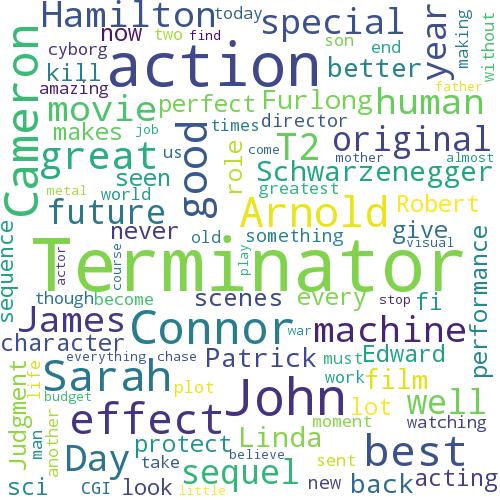 Hamilton today special year making without
now two find
cyborg son end
kill action better
amazing father
Cameron movie perfect Furlong human
makes job times director
great us T2 original
seen good role come mother almost
world Schwarzenegger
greatest
future Arnold Robert
never old something give visual
sequence Terminator performance
actor course play
though become scenes every stop fi
James Connor war machine
character everything chase Patrick must Edward
Sarah plot work film
Judgment life budget John lot well
man another effect moment watching
protect Linda
Day believe best
take sent
sequel new back acting
sci CGI look little
metal